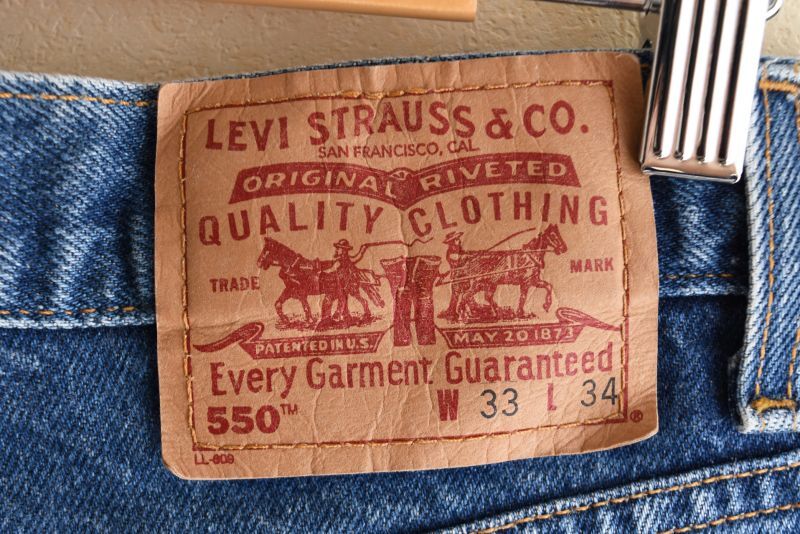 LEVI STRAUSS & CO.
SAN FRANCISCO, CAL
ORIGINAL RIVETED
QUALITY CLOTHING
TRADE MARK
PATENTED IN U.S. MAY 20 1873
Every Garment Guaranteed
550™ W 33 L 34
®
LL-609